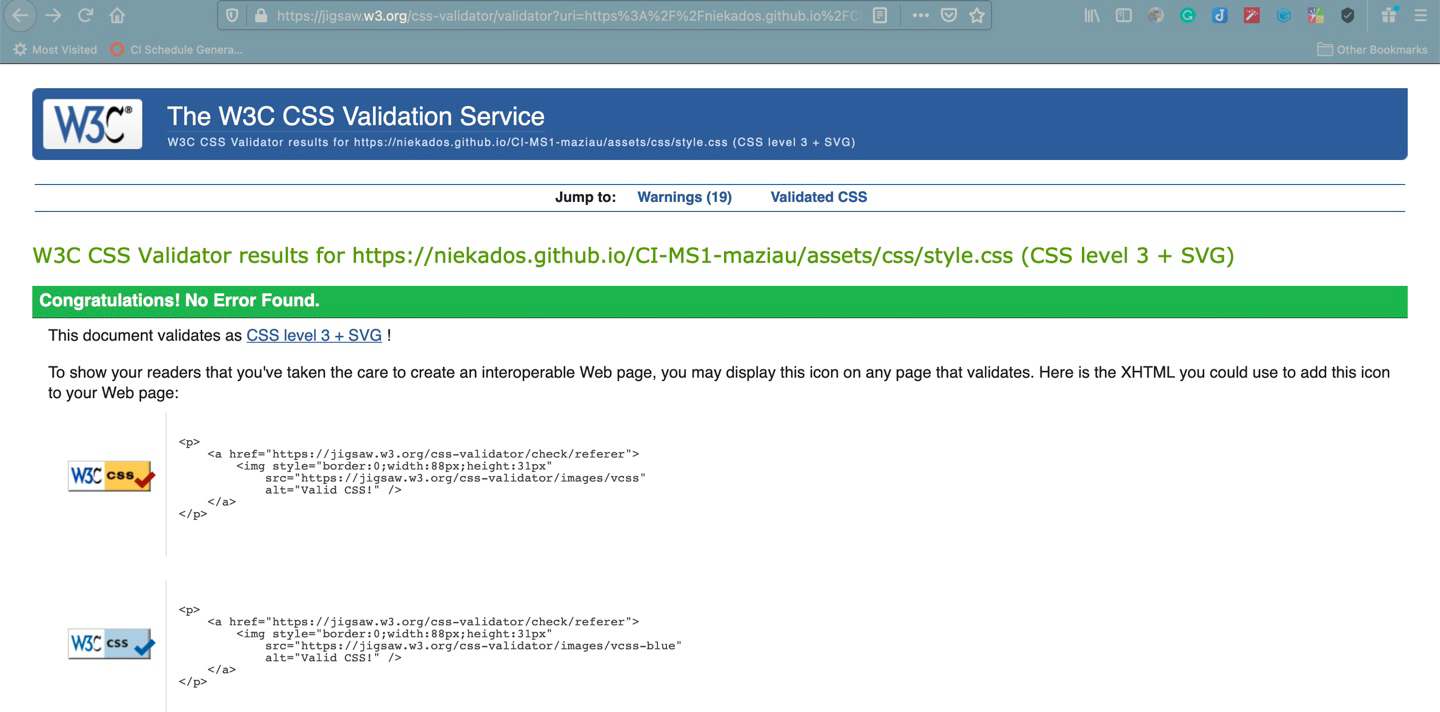 https://jigsaw.w3.org/css-validator/validator?uri=https%3A%2F%2Fniekados.github.io%2FC
Most Visited
CI Schedule Genera...
Other Bookmarks
W3C®
The W3C CSS Validation Service
W3C CSS Validator results for https://niekados.github.io/CI-MS1-maziau/assets/css/style.css (CSS level 3 + SVG)
Jump to: Warnings (19) Validated CSS
W3C CSS Validator results for https://niekados.github.io/CI-MS1-maziau/assets/css/style.css (CSS level 3 + SVG)
Congratulations! No Error Found.
This document validates as CSS level 3 + SVG !
To show your readers that you've taken the care to create an interoperable Web page, you may display this icon on any page that validates. Here is the XHTML you could use to add this icon
to your Web page:
W3C css
<p>
    <a href="https://jigsaw.w3.org/css-validator/check/referer">
        <img style="border:0;width:88px;height:31px"
            src="https://jigsaw.w3.org/css-validator/images/vcss"
            alt="Valid CSS!" />
    </a>
</p>
W3C css
<p>
    <a href="https://jigsaw.w3.org/css-validator/check/referer">
        <img style="border:0;width:88px;height:31px"
            src="https://jigsaw.w3.org/css-validator/images/vcss-blue"
            alt="Valid CSS!" />
    </a>
</p>